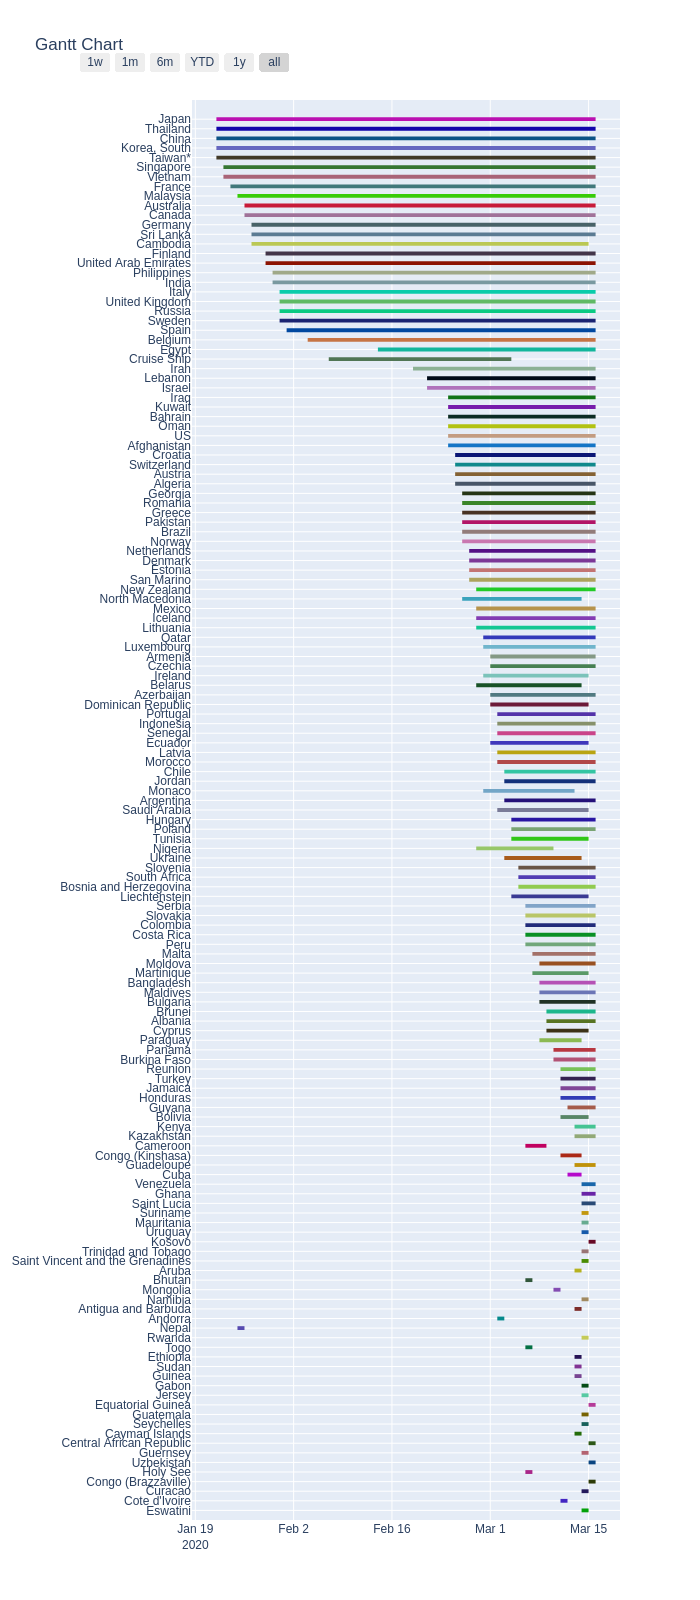 Gantt Chart
1w 1m 6m YTD 1y all
Japan
Thailand
China
Korea, South
Taiwan*
Singapore
Vietnam
France
Malaysia
Australia
Canada
Germany
Sri Lanka
Cambodia
Finland
United Arab Emirates
Philippines
India
Italy
United Kingdom
Russia
Sweden
Spain
Belgium
Egypt
Cruise Ship
Iran
Lebanon
Israel
Iraq
Kuwait
Bahrain
Oman
US
Afghanistan
Croatia
Switzerland
Austria
Algeria
Georgia
Romania
Greece
Pakistan
Brazil
Norway
Netherlands
Denmark
Estonia
San Marino
New Zealand
North Macedonia
Mexico
Iceland
Lithuania
Qatar
Luxembourg
Armenia
Czechia
Ireland
Belarus
Azerbaijan
Dominican Republic
Portugal
Indonesia
Senegal
Ecuador
Latvia
Morocco
Chile
Jordan
Monaco
Argentina
Saudi Arabia
Hungary
Poland
Tunisia
Nigeria
Ukraine
Slovenia
South Africa
Bosnia and Herzegovina
Liechtenstein
Serbia
Slovakia
Colombia
Costa Rica
Peru
Malta
Moldova
Martinique
Bangladesh
Maldives
Bulgaria
Brunei
Albania
Cyprus
Paraguay
Panama
Burkina Faso
Reunion
Turkey
Jamaica
Honduras
Guyana
Bolivia
Kenya
Kazakhstan
Cameroon
Congo (Kinshasa)
Guadeloupe
Cuba
Venezuela
Ghana
Saint Lucia
Suriname
Mauritania
Uruguay
Kosovo
Trinidad and Tobago
Saint Vincent and the Grenadines
Aruba
Bhutan
Mongolia
Namibia
Antigua and Barbuda
Andorra
Nepal
Rwanda
Togo
Ethiopia
Sudan
Guinea
Gabon
Jersey
Equatorial Guinea
Guatemala
Seychelles
Cayman Islands
Central African Republic
Guernsey
Uzbekistan
Holy See
Congo (Brazzaville)
Curacao
Cote d'Ivoire
Eswatini
Jan 19 Feb 2 Feb 16 Mar 1 Mar 15
2020